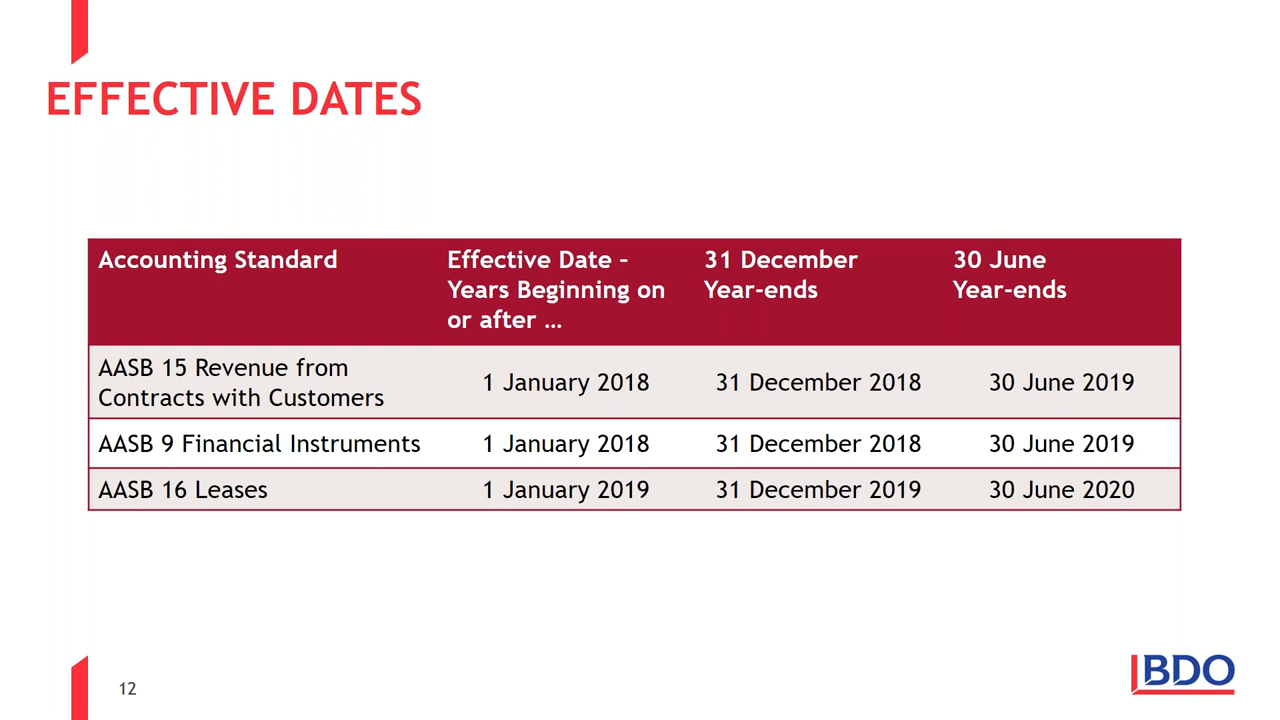 EFFECTIVE DATES
Accounting Standard
Effective Date –
Years Beginning on
or after …
31 December
Year-ends
30 June
Year-ends
AASB 15 Revenue from
Contracts with Customers
1 January 2018
31 December 2018
30 June 2019
AASB 9 Financial Instruments
1 January 2018
31 December 2018
30 June 2019
AASB 16 Leases
1 January 2019
31 December 2019
30 June 2020
12
BDO